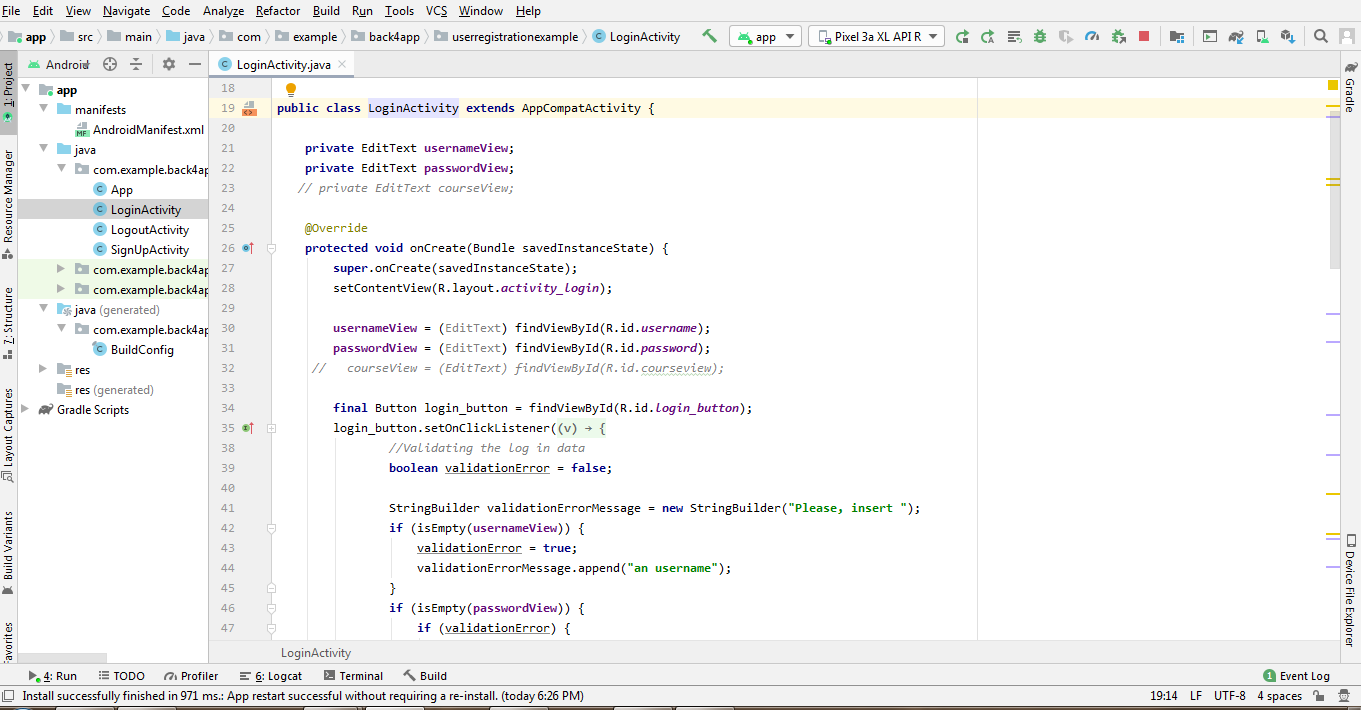 File Edit View Navigate Code Analyze Refactor Build Run Tools VCS Window Help
app src main java com example back4app userregistrationexample LoginActivity app Pixel 3a XL API R
1: Project
Resource Manager
7: Structure
Layout Captures
Build Variants
Android
app
manifests
AndroidManifest.xml
java
com.example.back4ap
App
LoginActivity
LogoutActivity
SignUpActivity
com.example.back4ap
com.example.back4ap
java (generated)
com.example.back4ap
BuildConfig
res
res (generated)
Gradle Scripts
LoginActivity.java
18
19 public class LoginActivity extends AppCompatActivity {
20
21 private EditText usernameView;
22 private EditText passwordView;
23 // private EditText courseView;
24
25 @Override
26 protected void onCreate(Bundle savedInstanceState) {
27 super.onCreate(savedInstanceState);
28 setContentView(R.layout.activity_login);
29
30 usernameView = (EditText) findViewById(R.id.username);
31 passwordView = (EditText) findViewById(R.id.password);
32 // courseView = (EditText) findViewById(R.id.courseview);
33
34 final Button login_button = findViewById(R.id.login_button);
35 login_button.setOnClickListener((v) → {
38 //Validating the log in data
39 boolean validationError = false;
40
41 StringBuilder validationErrorMessage = new StringBuilder("Please, insert ");
42 if (isEmpty(usernameView)) {
43 validationError = true;
44 validationErrorMessage.append("an username");
45 }
46 if (isEmpty(passwordView)) {
47 if (validationError) {
LoginActivity
Gradle
Device File Explorer
4: Run TODO Profiler 6: Logcat Terminal Build 1 Event Log
Install successfully finished in 971 ms.: App restart successful without requiring a re-install. (today 6:26 PM) 19:14 LF UTF-8 4 spaces